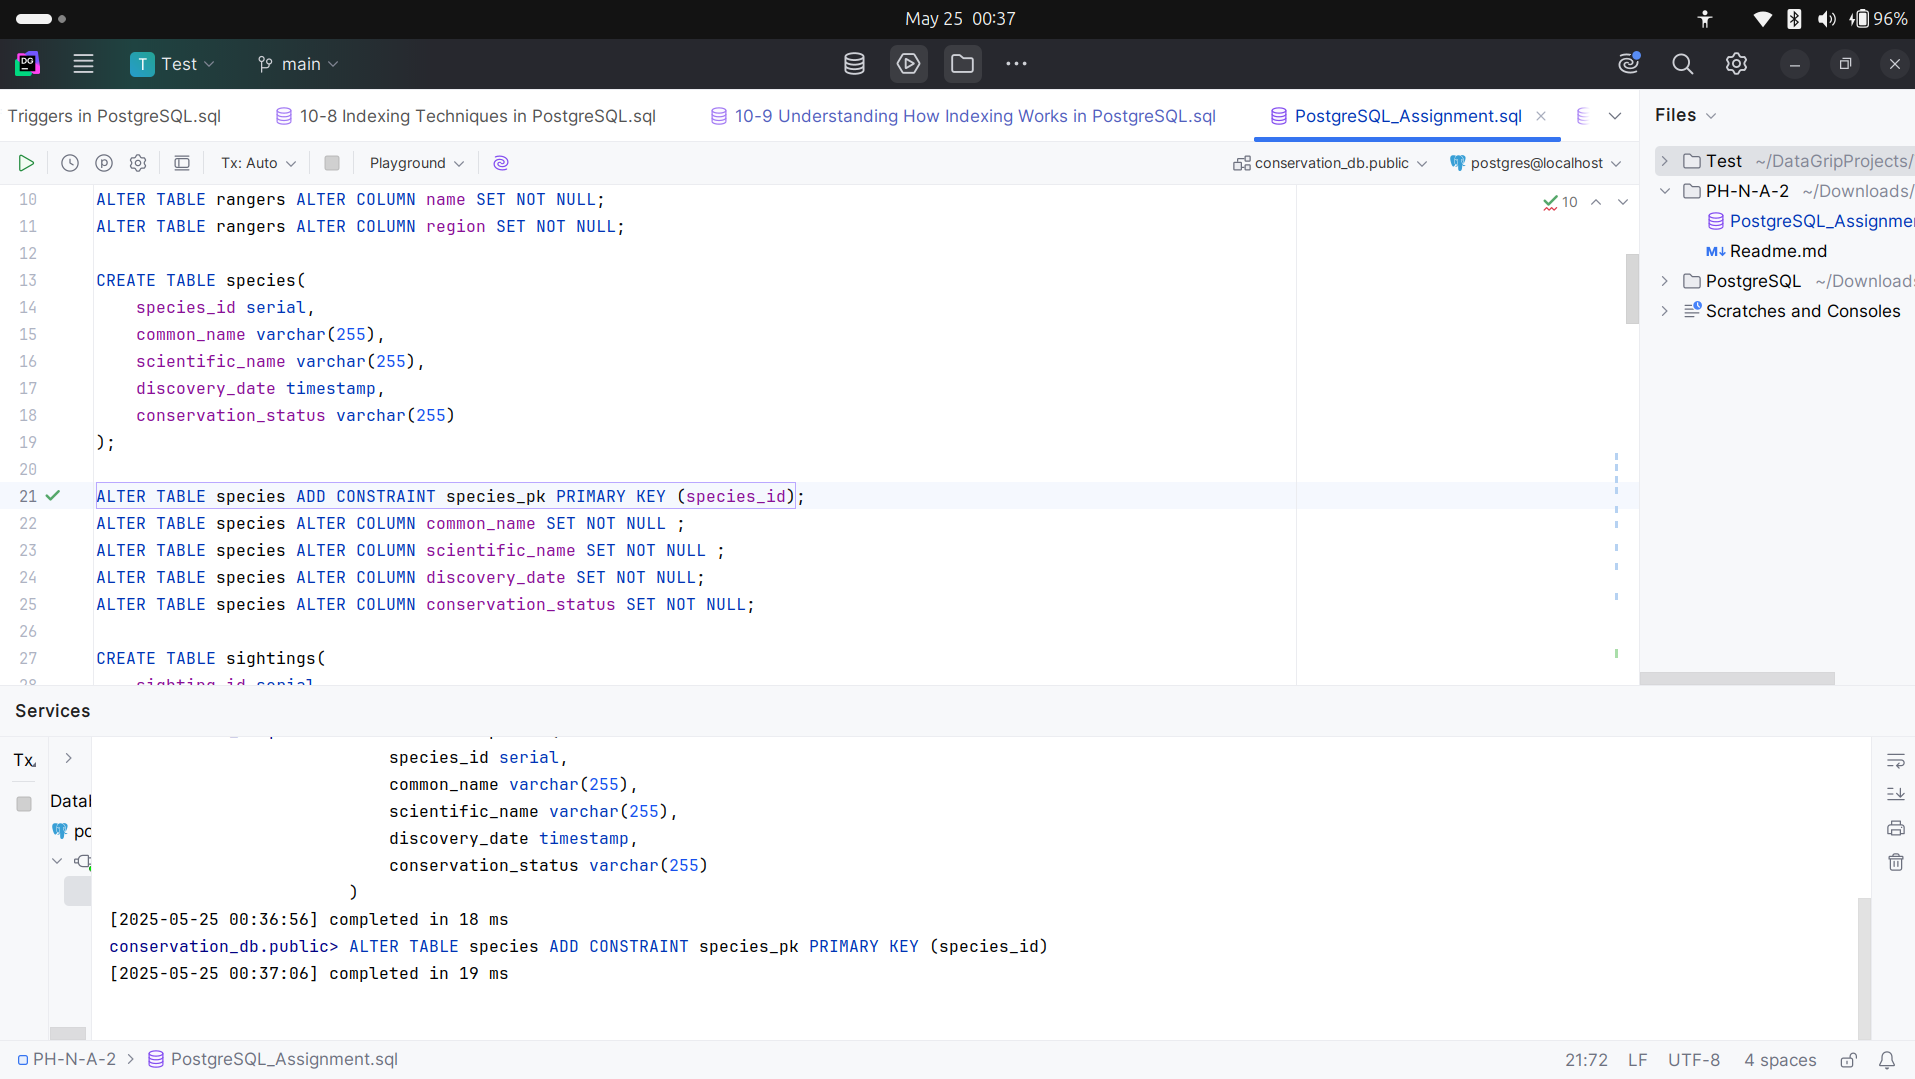 May 25 00:37
96%
DG
T Test
main
Triggers in PostgreSQL.sql
10-8 Indexing Techniques in PostgreSQL.sql
10-9 Understanding How Indexing Works in PostgreSQL.sql
PostgreSQL_Assignment.sql
Files
Tx: Auto
Playground
conservation_db.public
postgres@localhost
Test ~/DataGripProjects/
PH-N-A-2 ~/Downloads/
PostgreSQL_Assignme
M↓ Readme.md
PostgreSQL ~/Download
Scratches and Consoles
10
10 ALTER TABLE rangers ALTER COLUMN name SET NOT NULL;
11 ALTER TABLE rangers ALTER COLUMN region SET NOT NULL;
12
13 CREATE TABLE species(
14 species_id serial,
15 common_name varchar(255),
16 scientific_name varchar(255),
17 discovery_date timestamp,
18 conservation_status varchar(255)
19 );
20
21 ALTER TABLE species ADD CONSTRAINT species_pk PRIMARY KEY (species_id);
22 ALTER TABLE species ALTER COLUMN common_name SET NOT NULL ;
23 ALTER TABLE species ALTER COLUMN scientific_name SET NOT NULL ;
24 ALTER TABLE species ALTER COLUMN discovery_date SET NOT NULL;
25 ALTER TABLE species ALTER COLUMN conservation_status SET NOT NULL;
26
27 CREATE TABLE sightings(
28 sighting_id serial
Services
Tx
Datal
po
species_id serial,
common_name varchar(255),
scientific_name varchar(255),
discovery_date timestamp,
conservation_status varchar(255)
)
[2025-05-25 00:36:56] completed in 18 ms
conservation_db.public> ALTER TABLE species ADD CONSTRAINT species_pk PRIMARY KEY (species_id)
[2025-05-25 00:37:06] completed in 19 ms
PH-N-A-2 > PostgreSQL_Assignment.sql
21:72 LF UTF-8 4 spaces